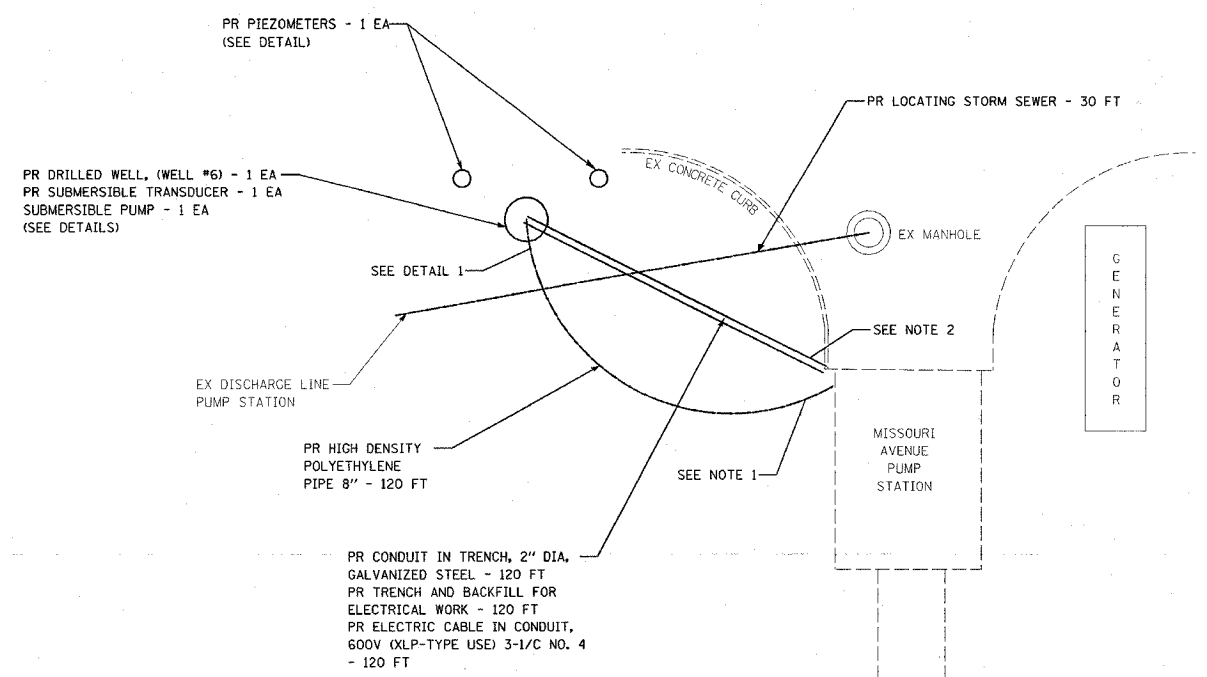 PR PIEZOMETERS - 1 EA
(SEE DETAIL)
PR LOCATING STORM SEWER - 30 FT
EX CONCRETE CURB
PR DRILLED WELL, (WELL #6) - 1 EA
PR SUBMERSIBLE TRANSDUCER - 1 EA
SUBMERSIBLE PUMP - 1 EA
(SEE DETAILS)
EX MANHOLE
SEE DETAIL 1
GENERATOR
SEE NOTE 2
EX DISCHARGE LINE
PUMP STATION
PR HIGH DENSITY
POLYETHYLENE
PIPE 8" - 120 FT
SEE NOTE 1
MISSOURI
AVENUE
PUMP
STATION
PR CONDUIT IN TRENCH, 2" DIA,
GALVANIZED STEEL - 120 FT
PR TRENCH AND BACKFILL FOR
ELECTRICAL WORK - 120 FT
PR ELECTRIC CABLE IN CONDUIT,
600V (XLP-TYPE USE) 3-1/C NO. 4
- 120 FT